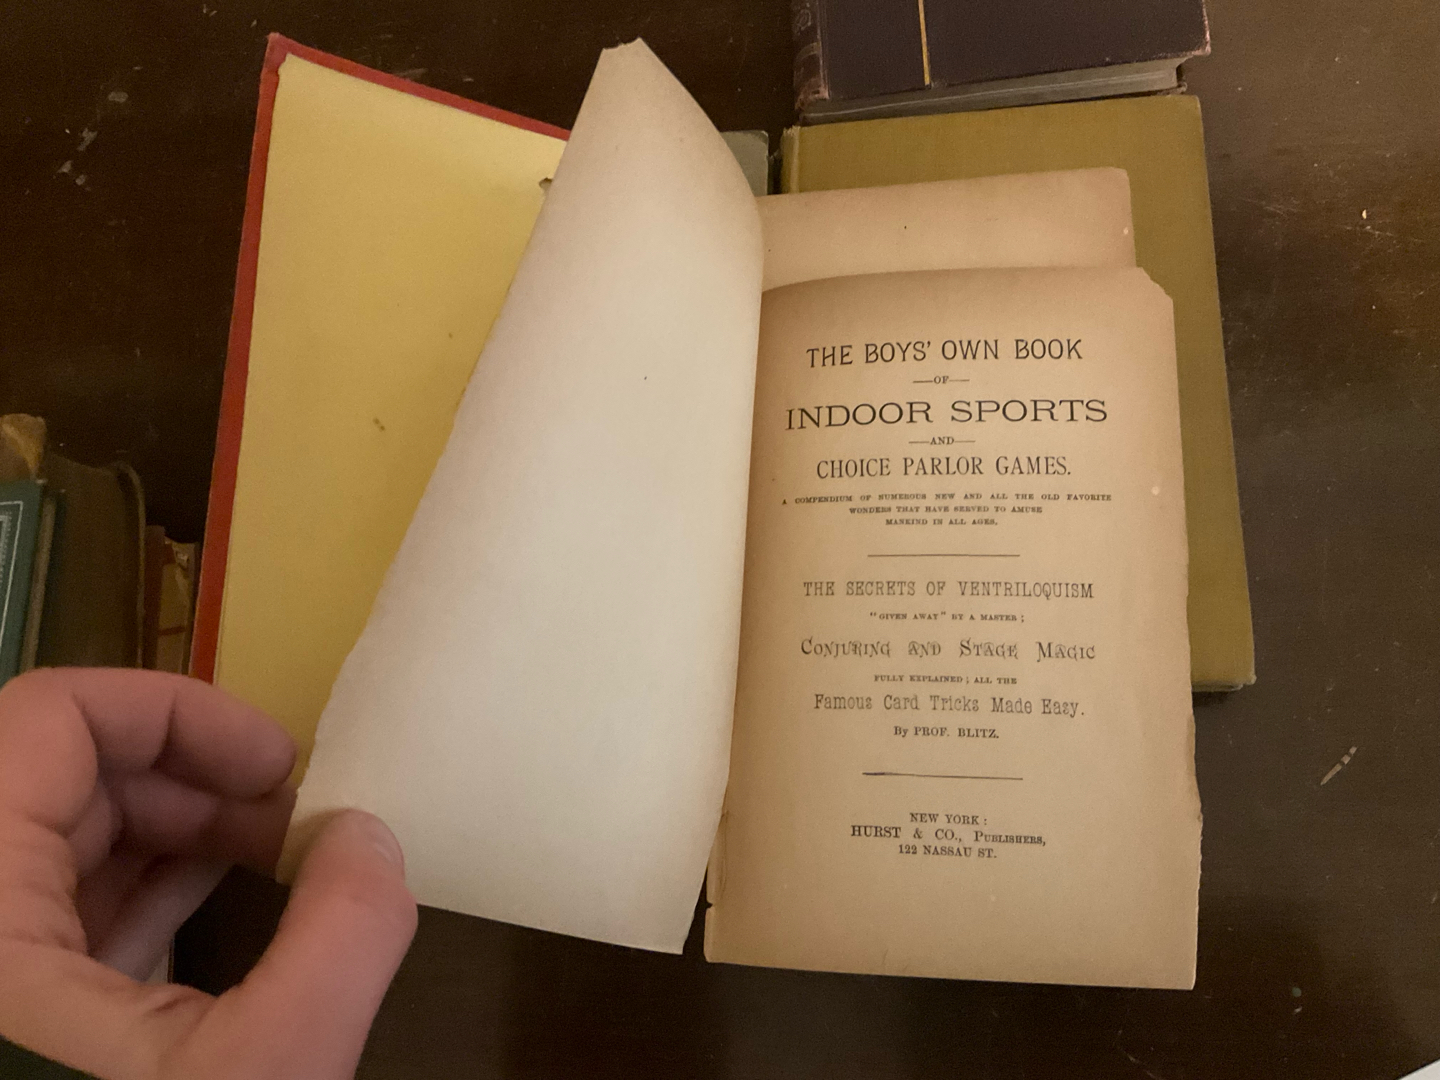 THE BOYS' OWN BOOK
—OF—
INDOOR SPORTS
—AND—
CHOICE PARLOR GAMES.
A COMPENDIUM OF NUMEROUS NEW AND ALL THE OLD FAVORITE
WONDERS THAT HAVE SERVED TO AMUSE
MANKIND IN ALL AGES.
THE SECRETS OF VENTRILOQUISM
"GIVEN AWAY" BY A MASTER;
CONJURING AND STAGE MAGIC
FULLY EXPLAINED; ALL THE
Famous Card Tricks Made Easy.
By PROF. BLITZ.
NEW YORK:
HURST & CO., PUBLISHERS,
122 NASSAU ST.